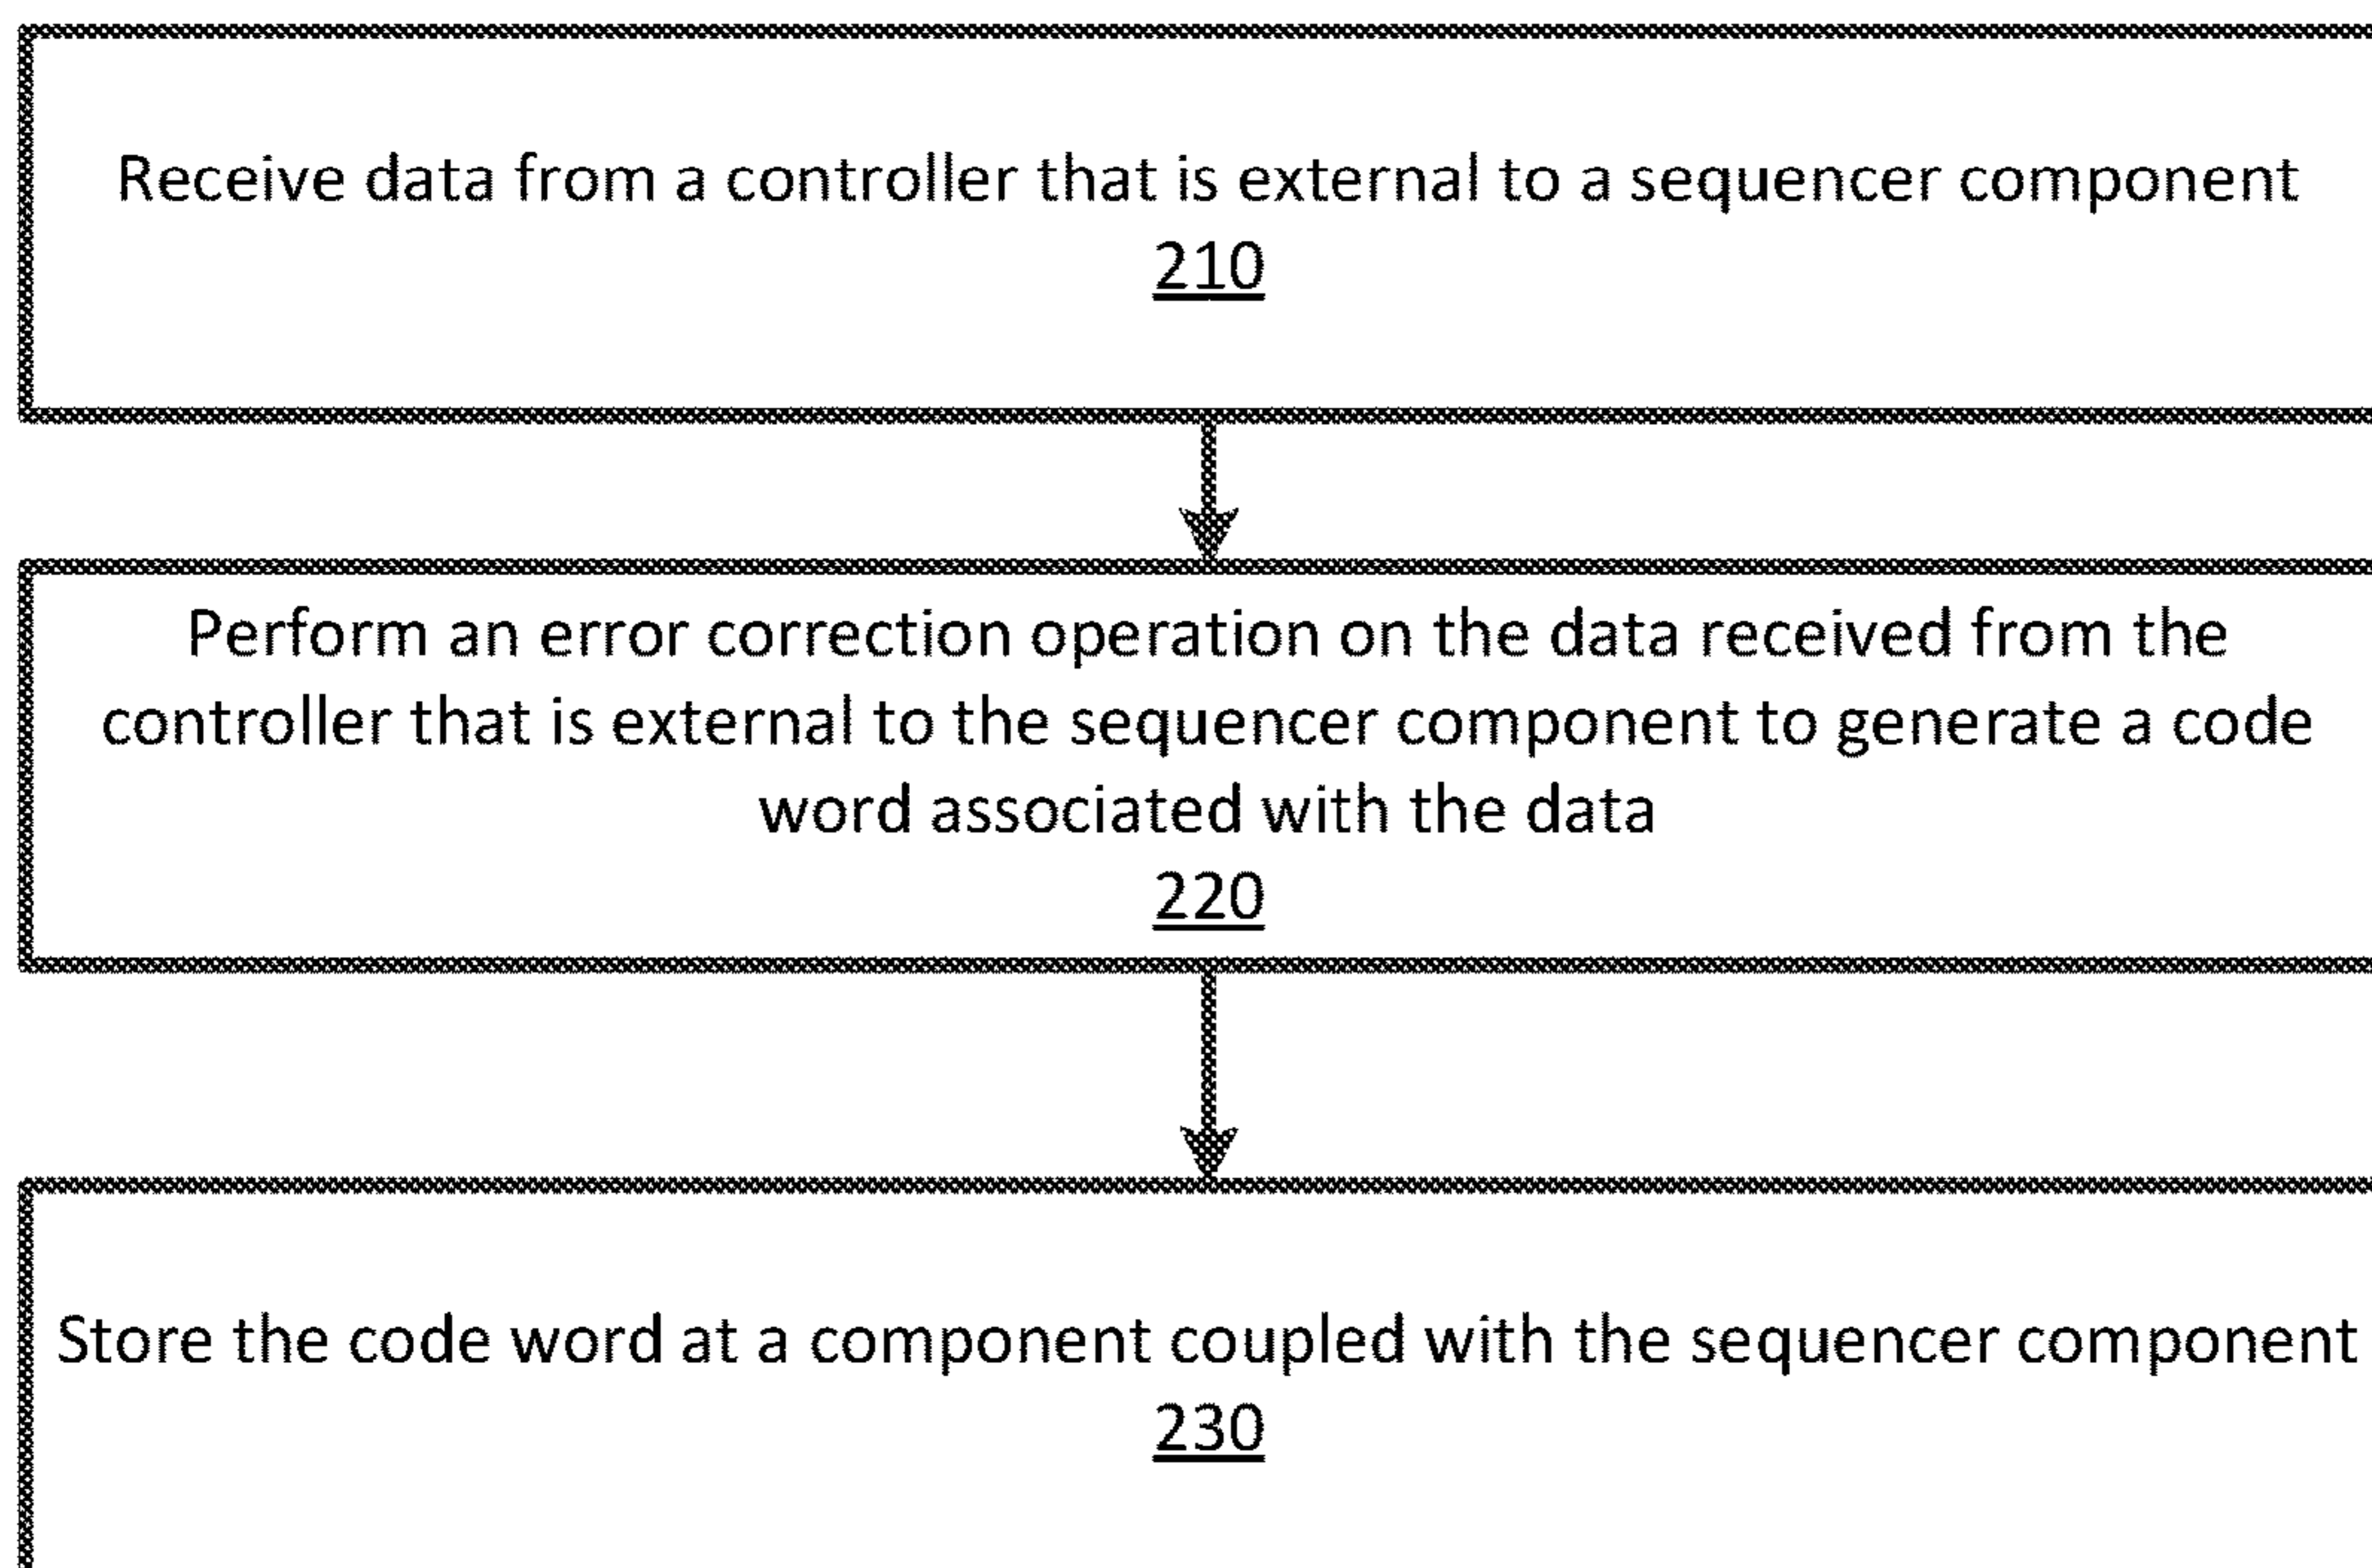 Receive data from a controller that is external to a sequencer component
210
Perform an error correction operation on the data received from the
controller that is external to the sequencer component to generate a code
word associated with the data
220
Store the code word at a component coupled with the sequencer component
230